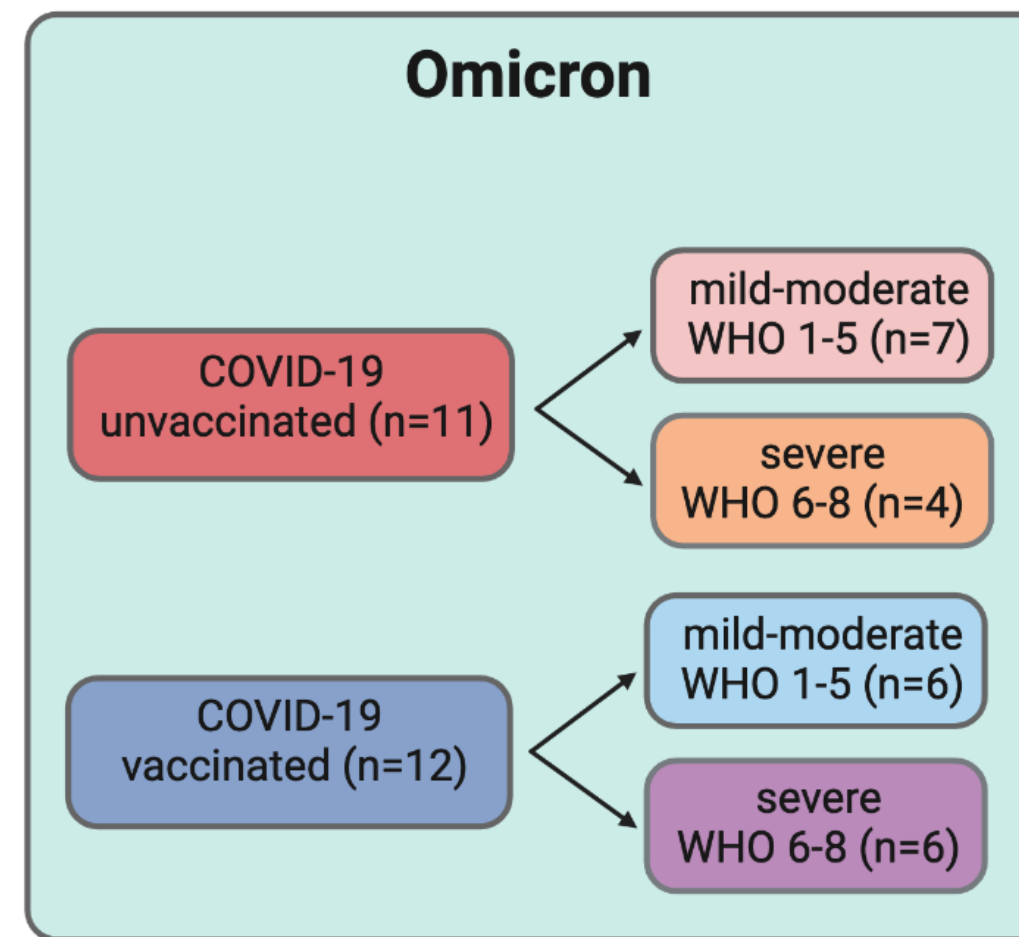 Omicron
COVID-19
unvaccinated (n=11)
mild-moderate
WHO 1-5 (n=7)
severe
WHO 6-8 (n=4)
COVID-19
vaccinated (n=12)
mild-moderate
WHO 1-5 (n=6)
severe
WHO 6-8 (n=6)